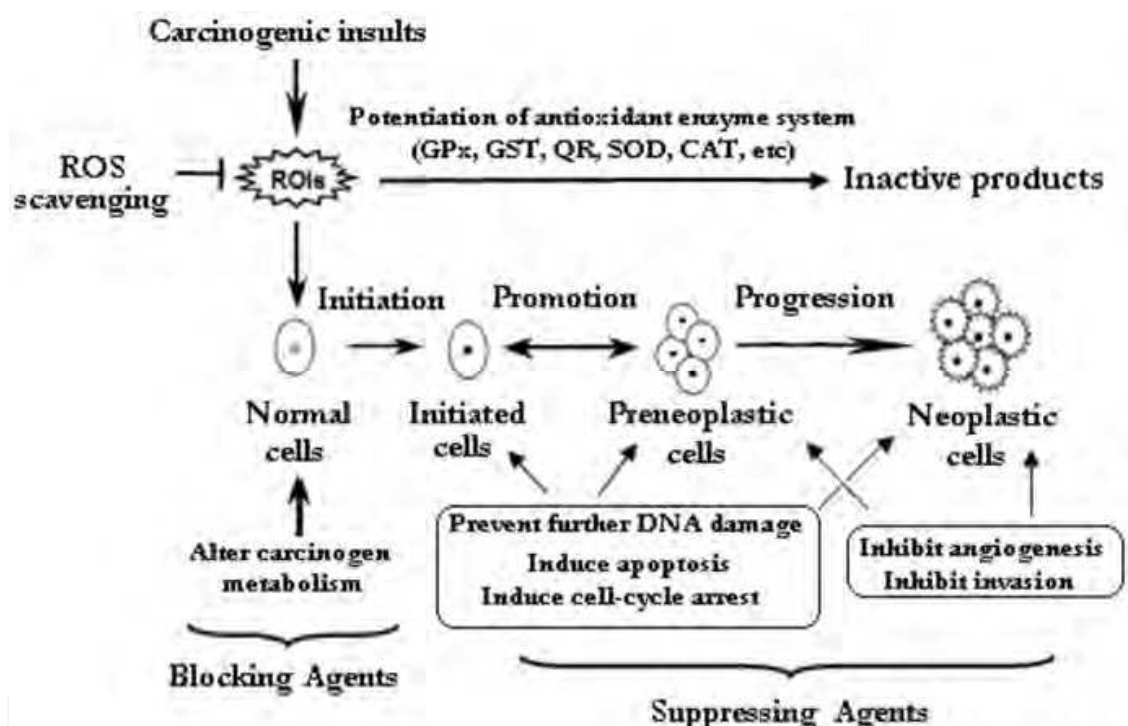 Carcinogenic insults
Potentiation of antioxidant enzyme system
(GPx, GST, QR, SOD, CAT, etc)
ROS
scavenging
ROIs
Inactive products
Initiation
Promotion
Progression
Normal
cells
Initiated
cells
Preneoplastic
cells
Neoplastic
cells
Alter carcinogen
metabolism
Prevent further DNA damage
Induce apoptosis
Induce cell-cycle arrest
Inhibit angiogenesis
Inhibit invasion
Blocking Agents
Suppressing Agents